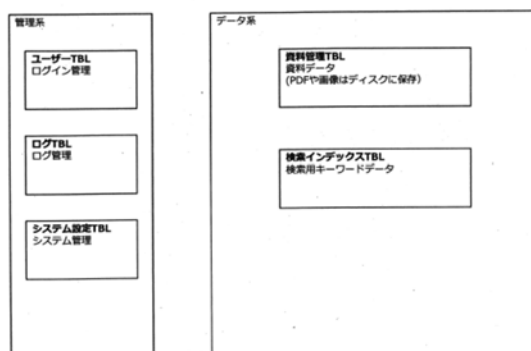 管理系
ユーザーTBL
ログイン管理
ログTBL
ログ管理
システム設定TBL
システム管理
データ系
資料管理TBL
資料データ
(PDFや画像はディスクに保存)
検索インデックスTBL
検索用キーワードデータ